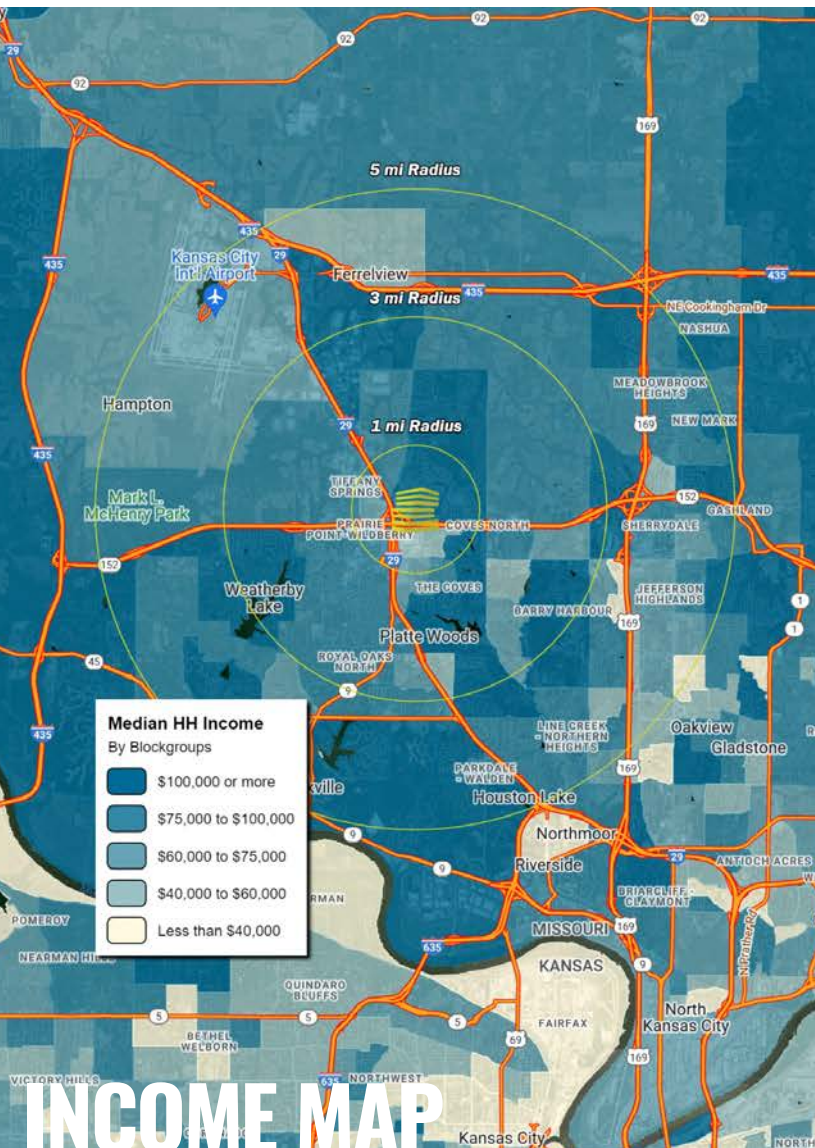 29
92
92
92
169
5 mi Radius
435
29
Kansas City
Int'l Airport
Ferrelview
435
435
435
3 mi Radius
NE Cookingham Dr
NASHUA
Hampton
MEADOWBROOK
HEIGHTS
169
NEW MARK
29
1 mi Radius
435
TIFFANY
SPRINGS
Mark L.
McHenry Park
152
GASHLAND
PRAIRIE
POINT-WILDBERRY
COVES NORTH
SHERRYDALE
152
29
Weatherby
Lake
THE COVES
JEFFERSON
HIGHLANDS
BARRY HARBOUR
1
169
1
Platte Woods
45
ROYAL OAKS
NORTH
9
435
LINE CREEK
- NORTHERN
HEIGHTS
Oakview
Gladstone
Median HH Income
By Blockgroups
$100,000 or more
$75,000 to $100,000
$60,000 to $75,000
$40,000 to $60,000
Less than $40,000
PARKDALE
- WALDEN
169
kville
Houston Lake
9
Northmoor
29
ANTIOCH ACRES
9
Riverside
RMAN
BRIARCLIFF -
CLAYMONT
POMEROY
MISSOURI
169
N Prather Rd
635
KANSAS
9
QUINDARO
BLUFFS
5
5
5
FAIRFAX
North
Kansas City
BETHEL
WELBORN
69
169
VICTORY HILLS
635
NORTHWEST
INCOME MAP
Kansas City